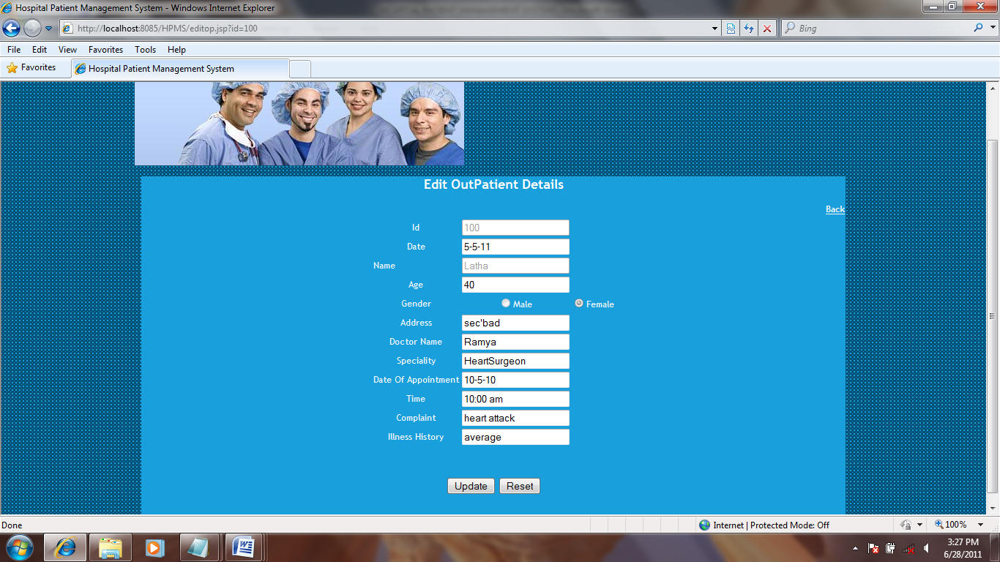 Hospital Patient Management System - Windows Internet Explorer
http://localhost:8085/HPMS/editop.jsp?id=100
Bing
File Edit View Favorites Tools Help
Favorites Hospital Patient Management System
Edit OutPatient Details
Back
Id 100
Date 5-5-11
Name Latha
Age 40
Gender Male Female
Address sec'bad
Doctor Name Ramya
Speciality HeartSurgeon
Date Of Appointment 10-5-10
Time 10:00 am
Complaint heart attack
Illness History average
Update Reset
Done Internet | Protected Mode: Off 100%
3:27 PM
6/28/2011